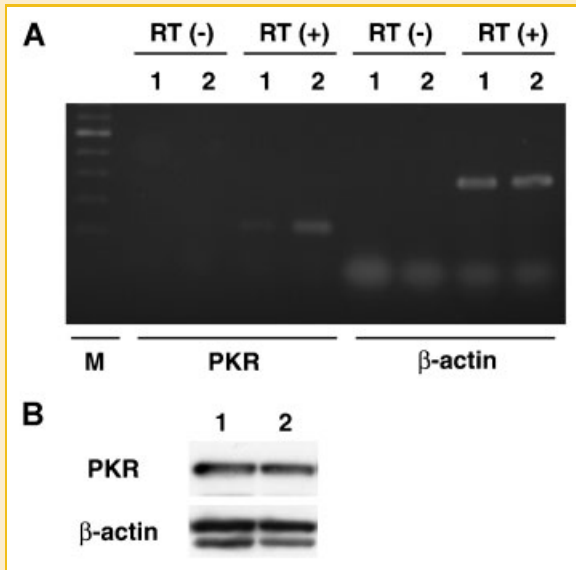 A
RT (-) RT (+) RT (-) RT (+)
1 2 1 2 1 2 1 2
M PKR β-actin
B
1 2
PKR
β-actin